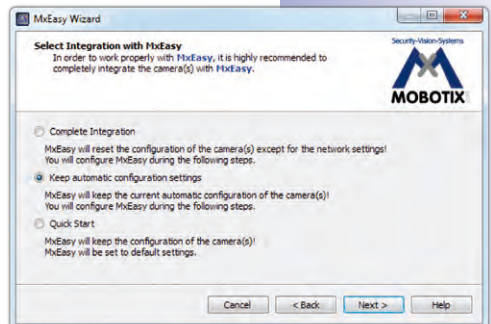 MxEasy Wizard
Select Integration with MxEasy
In order to work properly with MxEasy, it is highly recommended to
completely integrate the camera(s) with MxEasy.
Security-Vision-Systems
MOBOTIX
Complete Integration
MxEasy will reset the configuration of the camera(s) except for the network settings!
You will configure MxEasy during the following steps.
Keep automatic configuration settings
MxEasy will keep the current automatic configuration of the camera(s)!
You will configure MxEasy during the following steps.
Quick Start
MxEasy will keep the configuration of the camera(s)!
MxEasy will be set to default settings.
Cancel < Back Next > Help